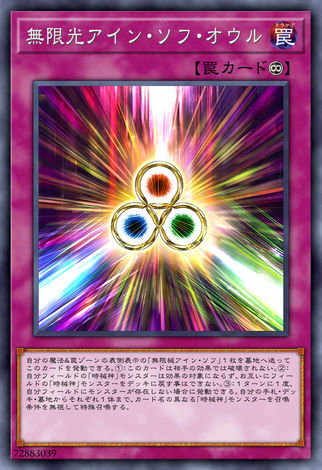 無限光アイン・ソフ・オウル
トラップ
罠
【罠カード】
自分の魔法&罠ゾーンの表側表示の「無限械アイン・ソフ」1枚を墓地へ送って
このカードを発動できる。①:このカードは相手の効果では破壊されない。②:
自分フィールドの「時械神」モンスターは効果の対象にならず、お互いにフィー
ルドの「時械神」モンスターをデッキに戻す事はできない。③:1ターンに1度、
自分フィールドにモンスターが存在しない場合に発動できる。自分の手札・デッ
キ・墓地からそれぞれ1体まで、カード名の異なる「時械神」モンスターを召喚
条件を無視して特殊召喚する。
72883039